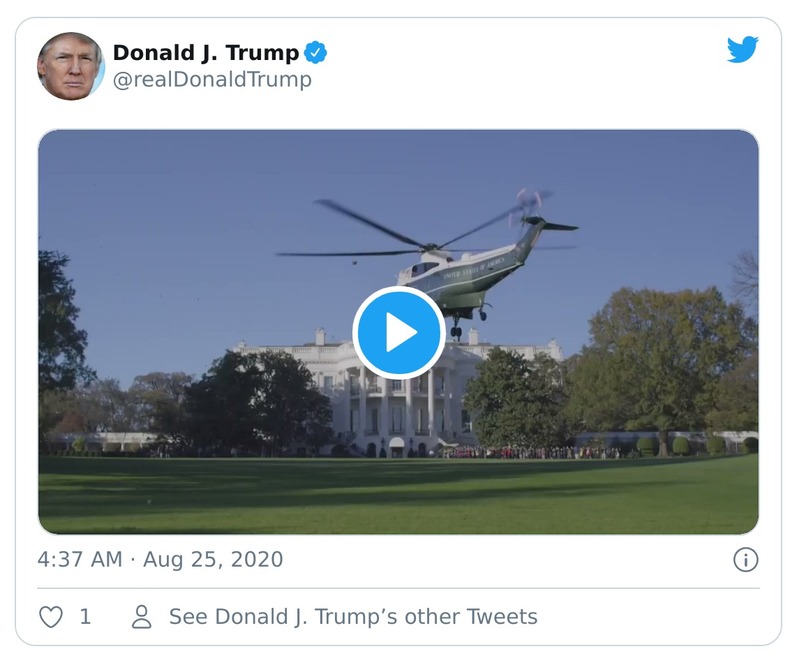 Donald J. Trump
@realDonaldTrump
UNITED STATES OF AMERICA
4:37 AM · Aug 25, 2020
1
See Donald J. Trump’s other Tweets